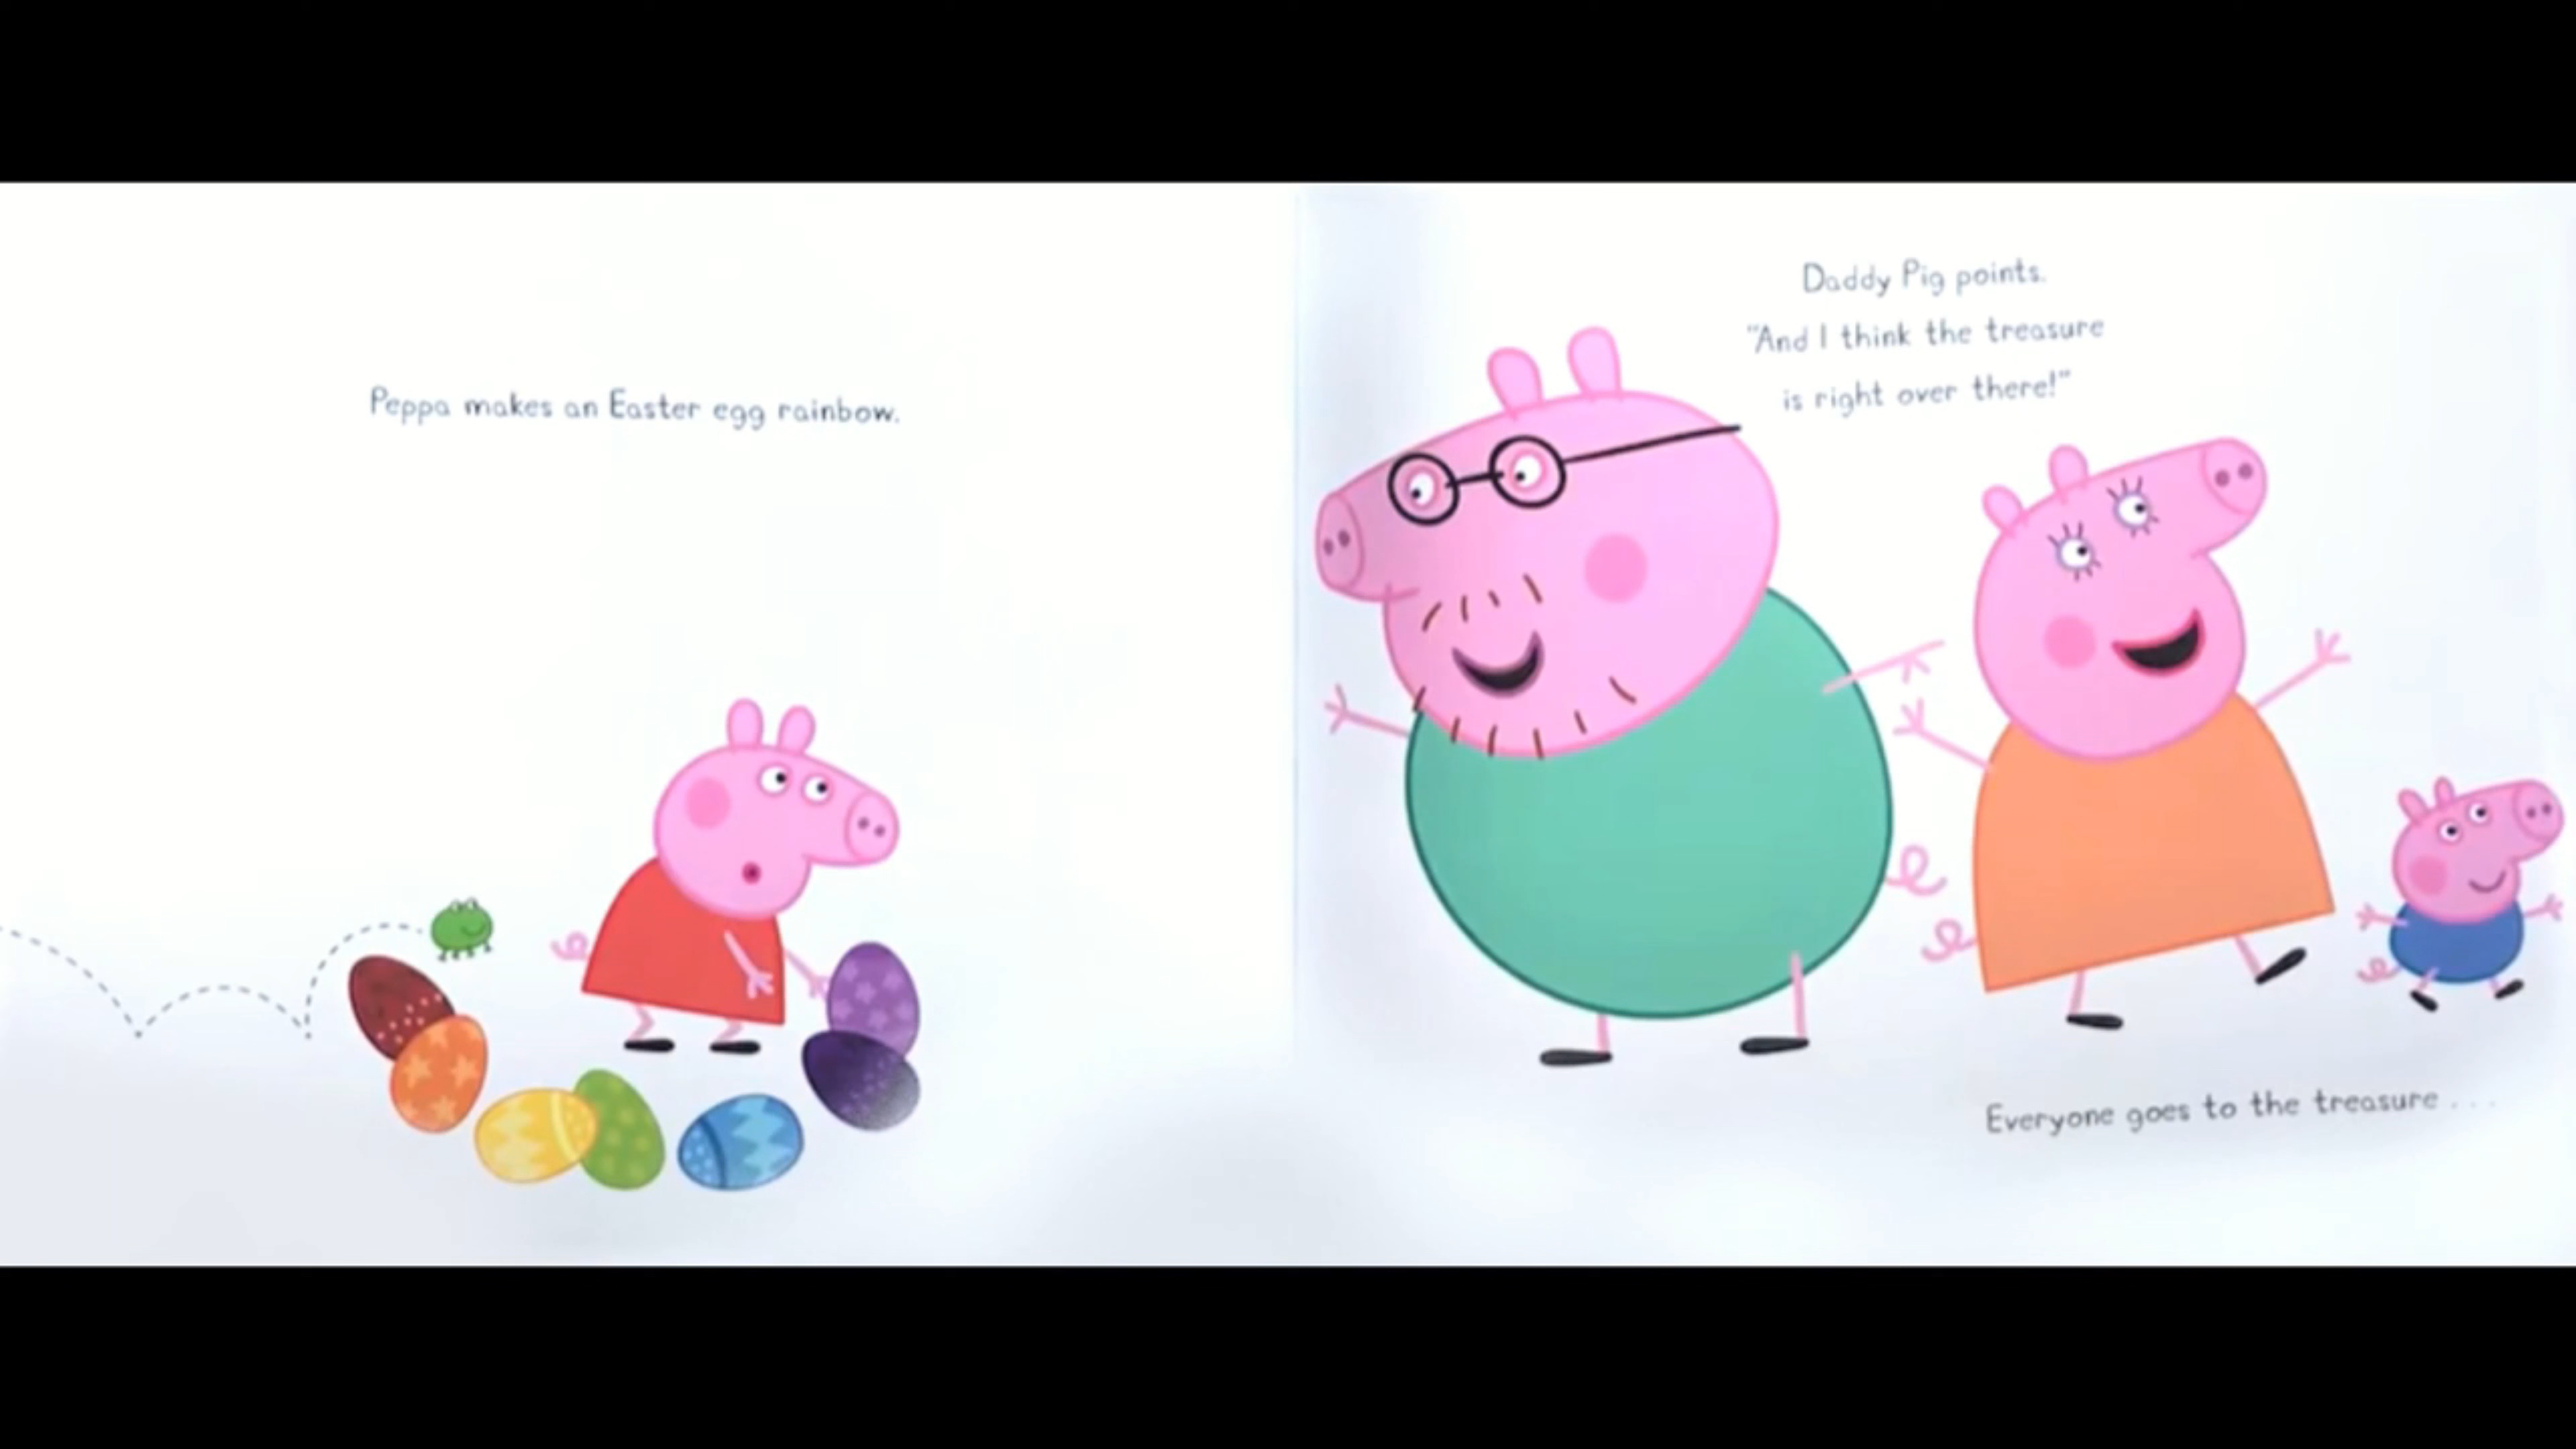 Peppa makes an Easter egg rainbow.
Daddy Pig points.
"And I think the treasure
is right over there!"
Everyone goes to the treasure . . .